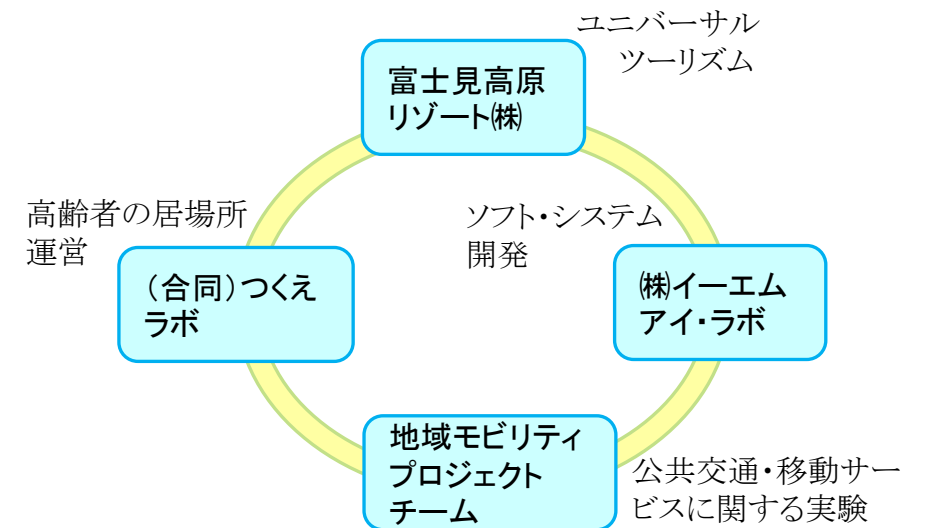 ユニバーサル
ツーリズム
富士見高原
リゾート㈱
高齢者の居場所
運営
ソフト・システム
開発
（合同）つくえ
ラボ
㈱イーエム
アイ・ラボ
地域モビリティ
プロジェクト
チーム
公共交通・移動サー
ビスに関する実験